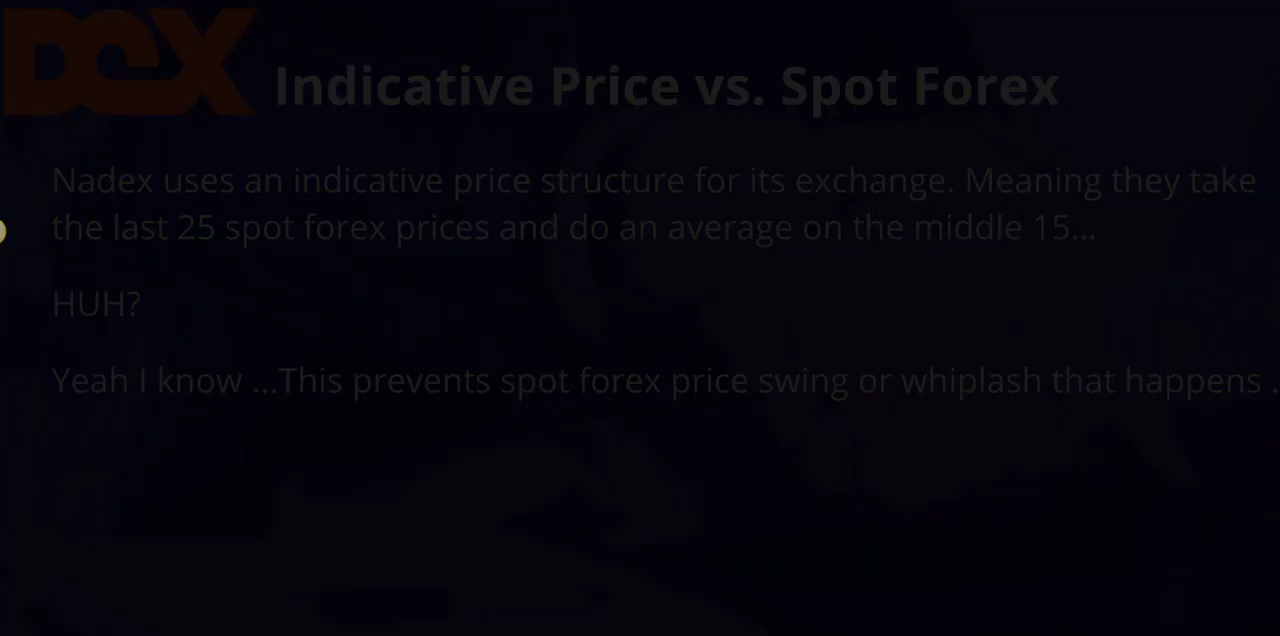 DCX
Indicative Price vs. Spot Forex
Nadex uses an indicative price structure for its exchange. Meaning they take
the last 25 spot forex prices and do an average on the middle 15...
HUH?
Yeah I know ...This prevents spot forex price swing or whiplash that happens .